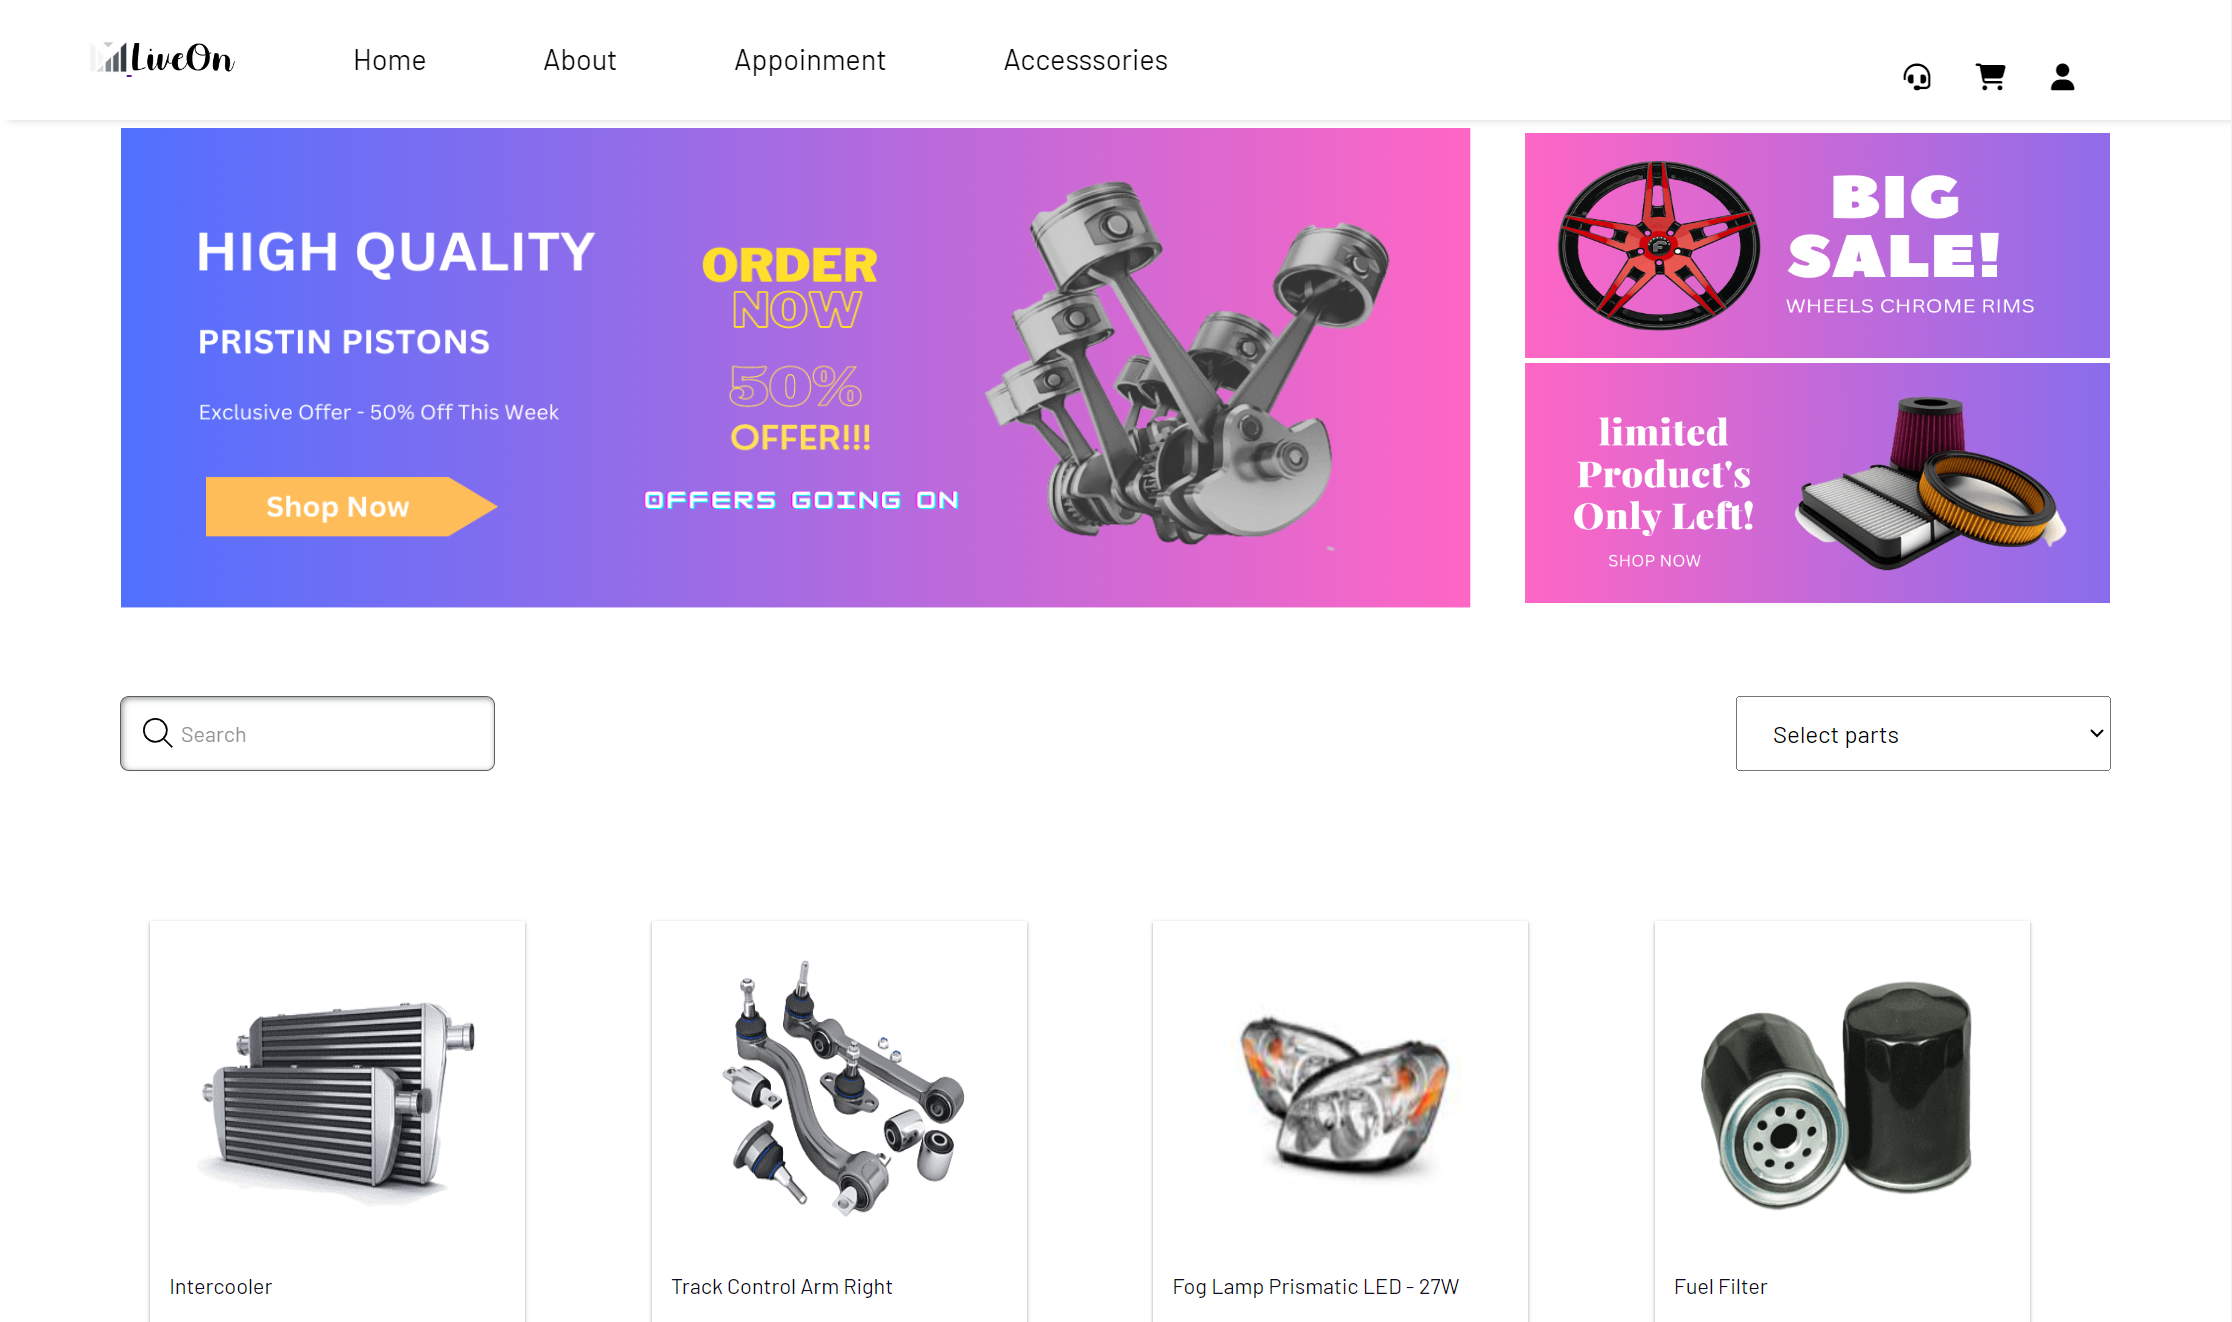 LiveOn
Home
About
Appoinment
Accesssories
HIGH QUALITY
PRISTIN PISTONS
Exclusive Offer - 50% Off This Week
Shop Now
ORDER
NOW
50%
OFFER!!!
OFFERS GOING ON
BIG
SALE!
WHEELS CHROME RIMS
limited
Product's
Only Left!
SHOP NOW
Search
Select parts
Intercooler
Track Control Arm Right
Fog Lamp Prismatic LED - 27W
Fuel Filter